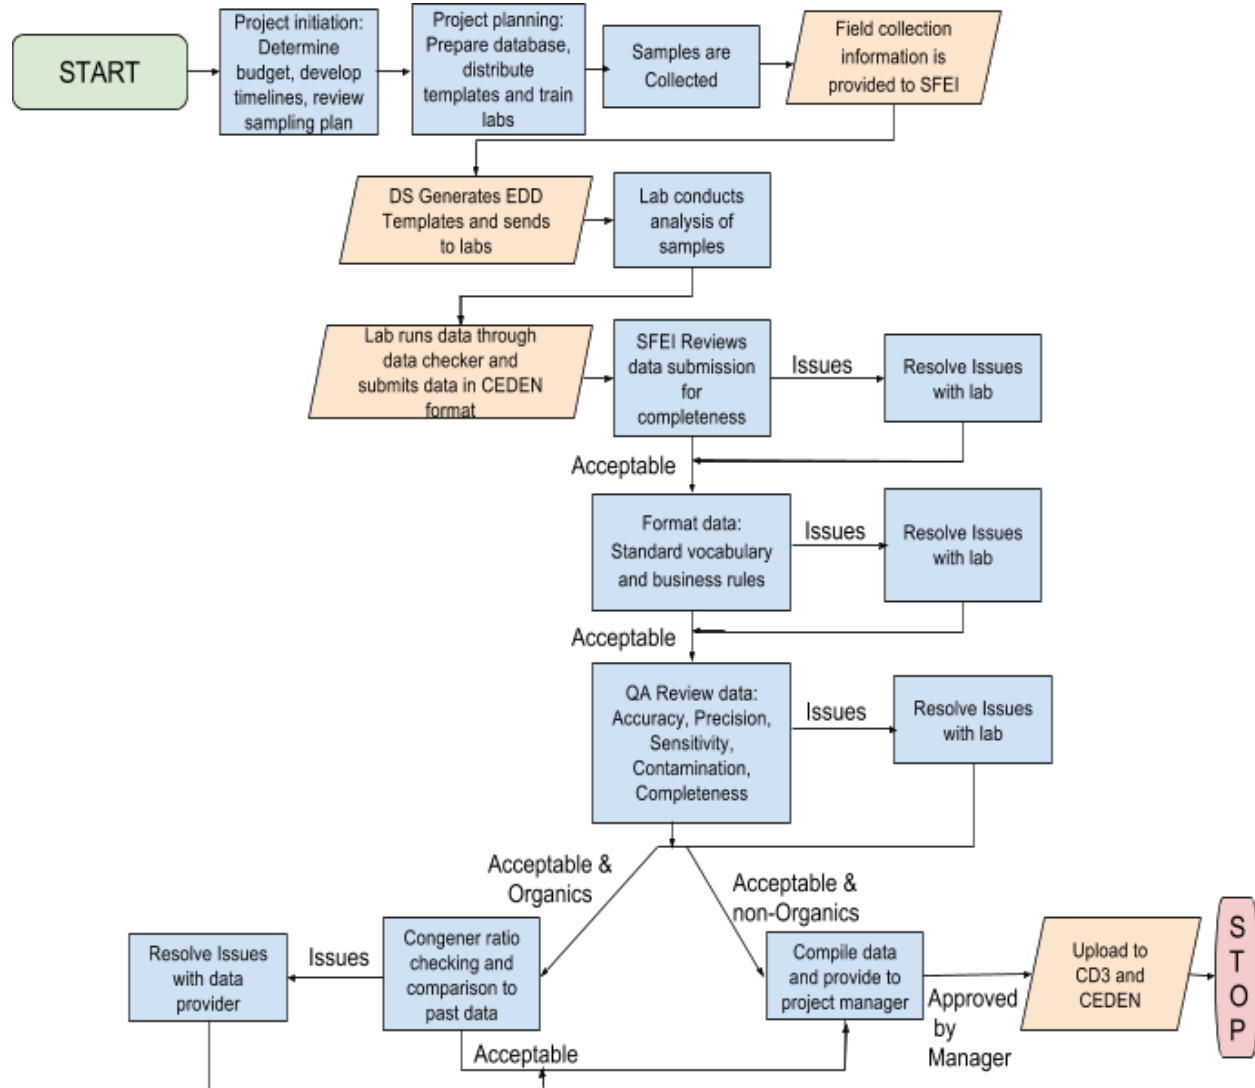 START
Project initiation:
Determine
budget, develop
timelines, review
sampling plan
Project planning:
Prepare database,
distribute
templates and train
labs
Samples are
Collected
Field collection
information is
provided to SFEI
DS Generates EDD
Templates and sends
to labs
Lab conducts
analysis of
samples
Lab runs data through
data checker and
submits data in CEDEN
format
SFEI Reviews
data submission
for
completeness
Issues
Resolve Issues
with lab
Acceptable
Format data:
Standard vocabulary
and business rules
Issues
Resolve Issues
with lab
Acceptable
QA Review data:
Accuracy, Precision,
Sensitivity,
Contamination,
Completeness
Issues
Resolve Issues
with lab
Acceptable &
Organics
Acceptable &
non-Organics
Resolve Issues
with data
provider
Issues
Congener ratio
checking and
comparison to
past data
Acceptable
Compile data
and provide to
project manager
Approved
by
Manager
Upload to
CD3 and
CEDEN
S
T
O
P